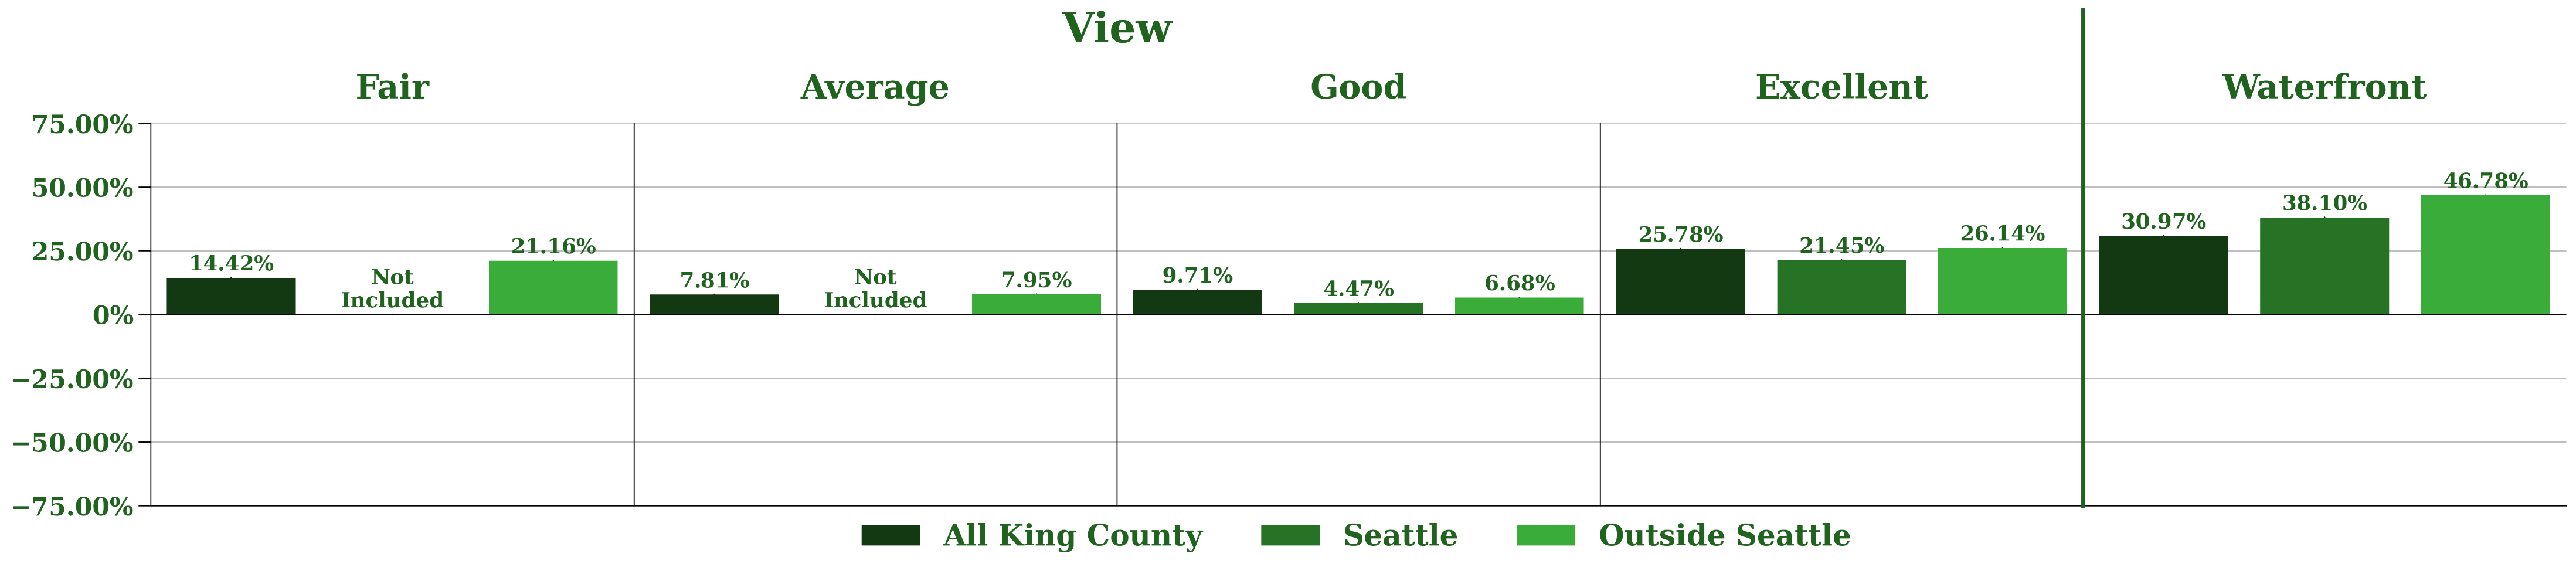 View
Fair
Average
Good
Excellent
Waterfront
75.00%
50.00%
25.00%
0%
−25.00%
−50.00%
−75.00%
14.42%
Not
Included
21.16%
7.81%
Not
Included
7.95%
9.71%
4.47%
6.68%
25.78%
21.45%
26.14%
30.97%
38.10%
46.78%
All King County
Seattle
Outside Seattle